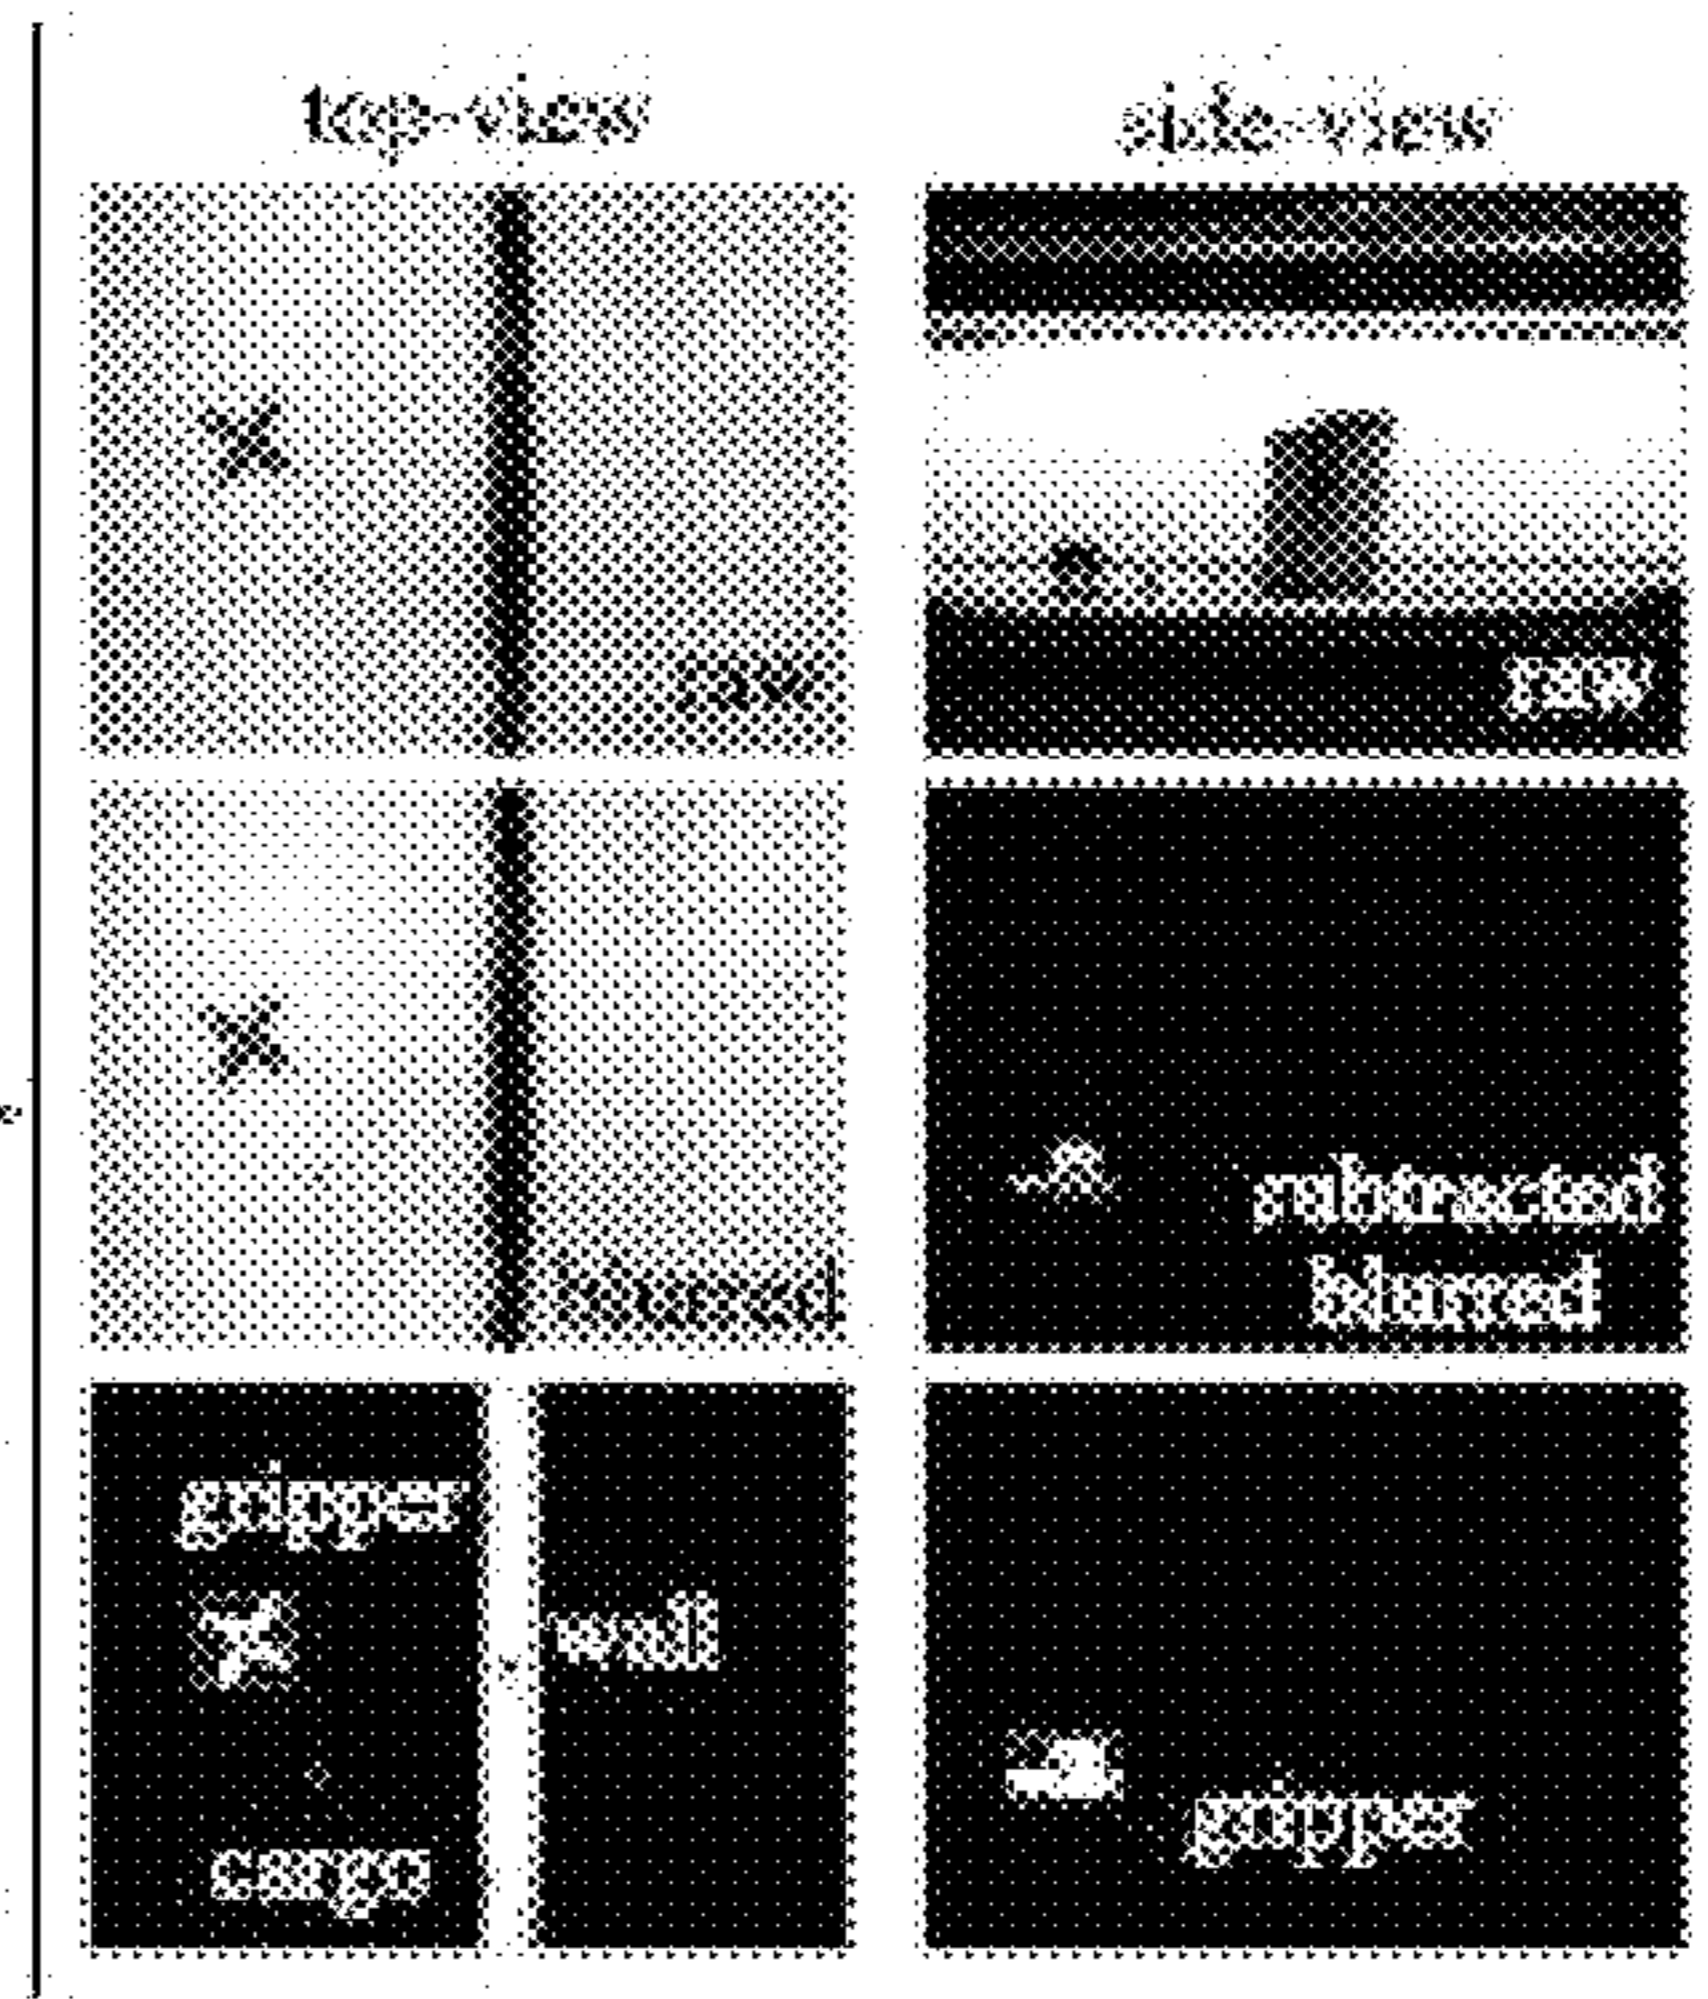 top-view
side-view
raw
raw
blurred
subtracted
blurred
gripper
wall
cargo
gripper